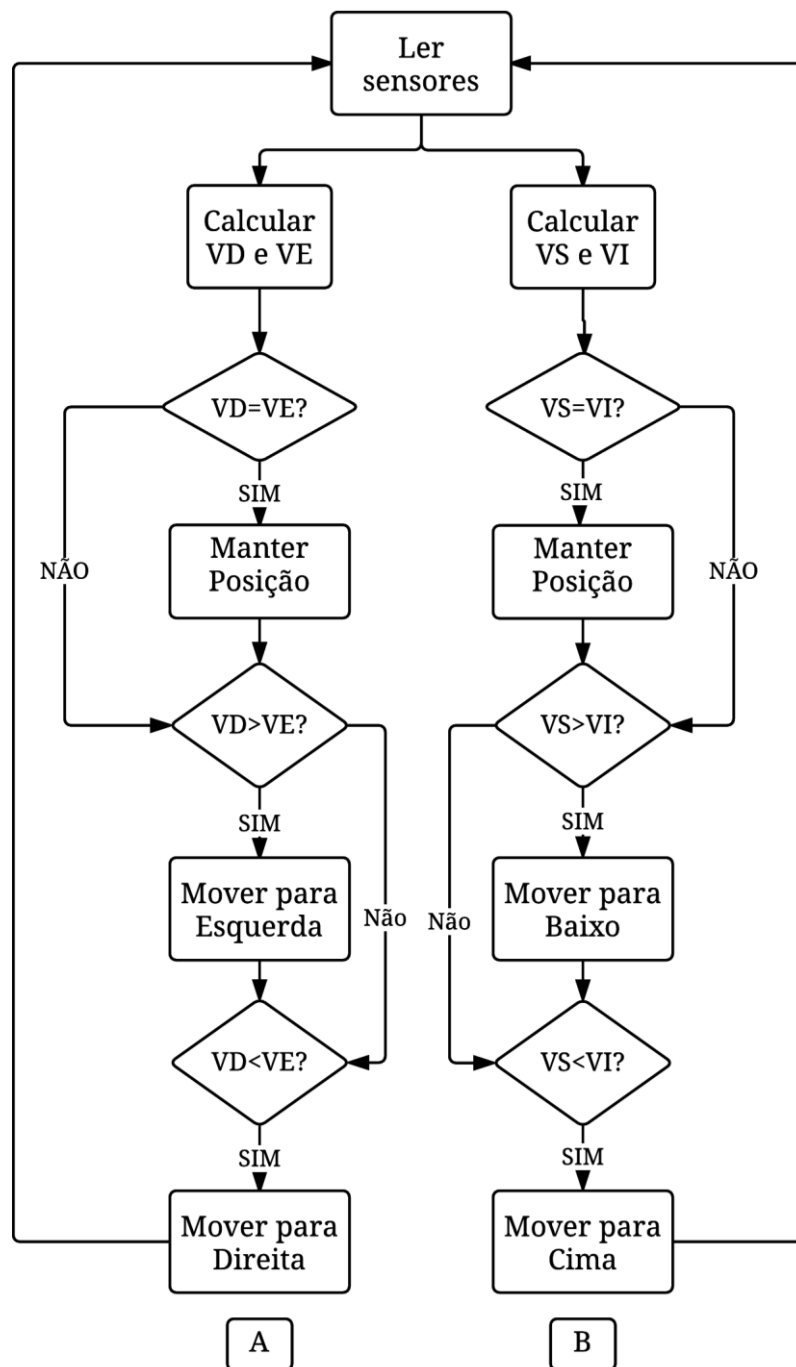 Ler
sensores
Calcular
VD e VE
VD=VE?
SIM
NÃO
Manter
Posição
VD>VE?
SIM
Não
Mover para
Esquerda
VD<VE?
SIM
Mover para
Direita
A
Calcular
VS e VI
VS=VI?
SIM
NÃO
Manter
Posição
VS>VI?
SIM
Não
Mover para
Baixo
VS<VI?
SIM
Mover para
Cima
B